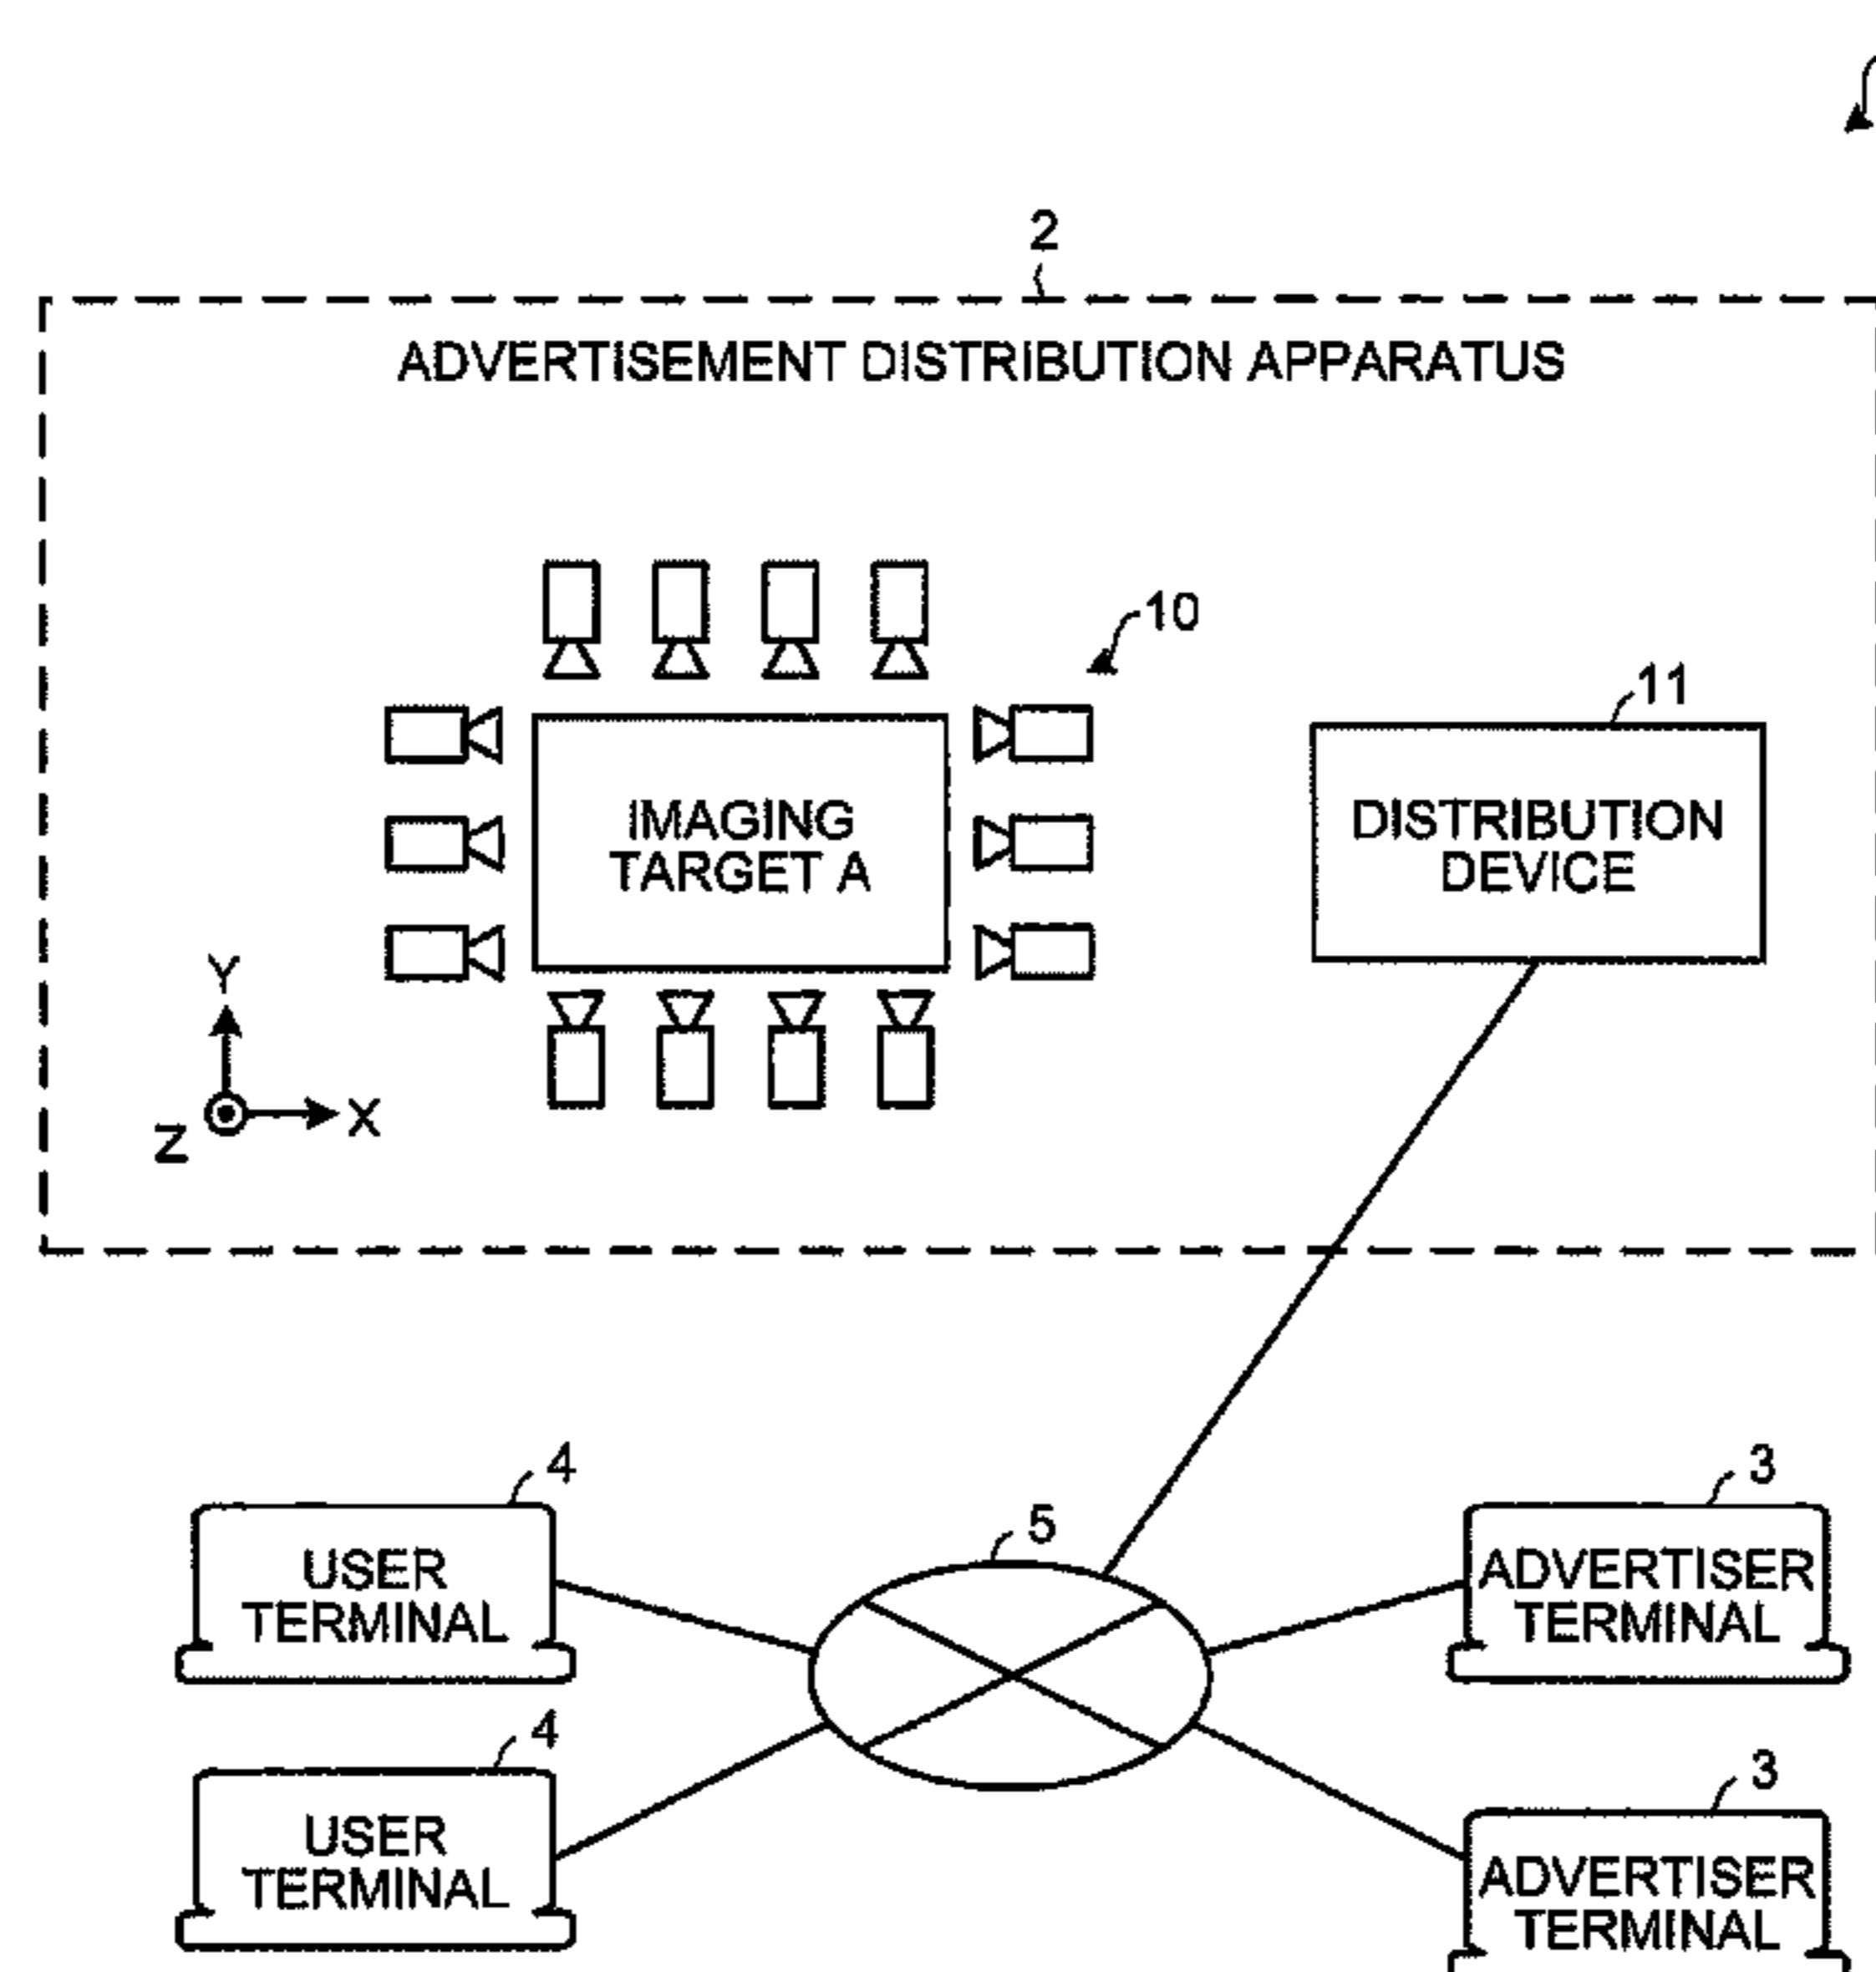 2
ADVERTISEMENT DISTRIBUTION APPARATUS
10
11
IMAGING
TARGET A
DISTRIBUTION
DEVICE
Y
X
Z
4
USER
TERMINAL
5
3
ADVERTISER
TERMINAL
4
USER
TERMINAL
3
ADVERTISER
TERMINAL